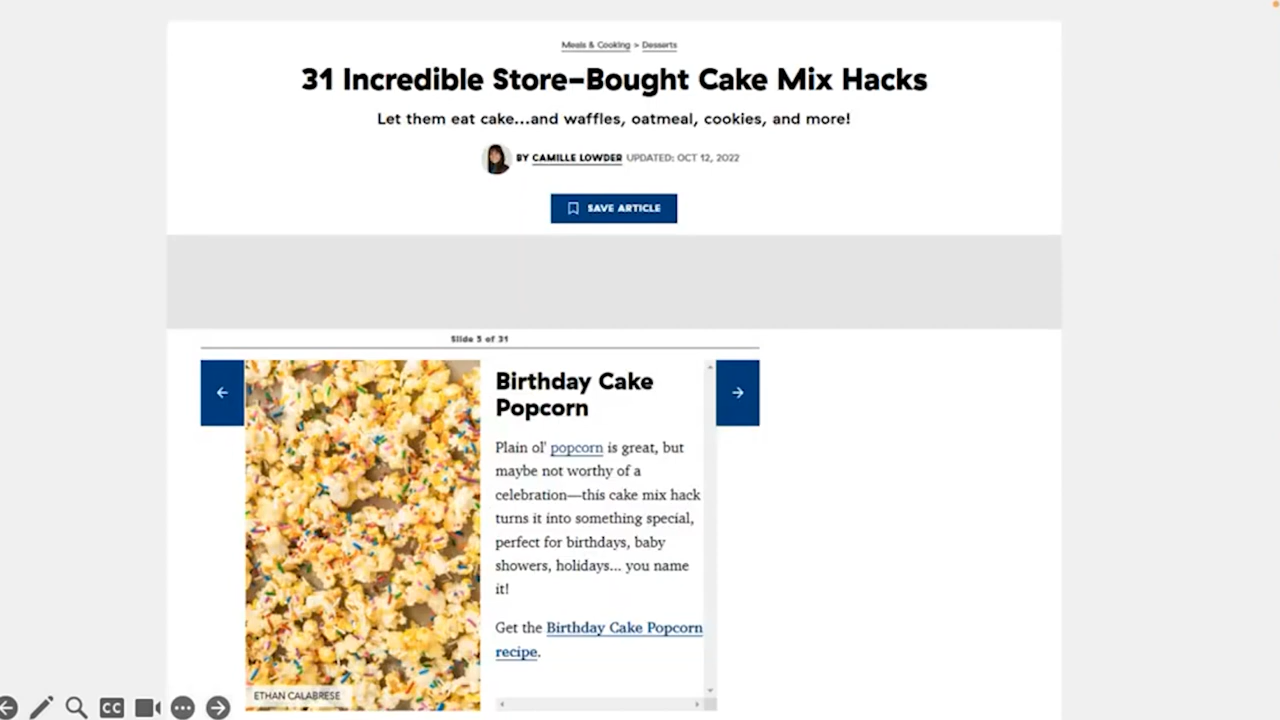 Meals & Cooking > Desserts
31 Incredible Store-Bought Cake Mix Hacks
Let them eat cake...and waffles, oatmeal, cookies, and more!
BY CAMILLE LOWDER UPDATED: OCT 12, 2022
SAVE ARTICLE
Slide 5 of 31
Birthday Cake
Popcorn
Plain ol' popcorn is great, but
maybe not worthy of a
celebration—this cake mix hack
turns it into something special,
perfect for birthdays, baby
showers, holidays... you name
it!
Get the Birthday Cake Popcorn
recipe.
ETHAN CALABRESE
CC